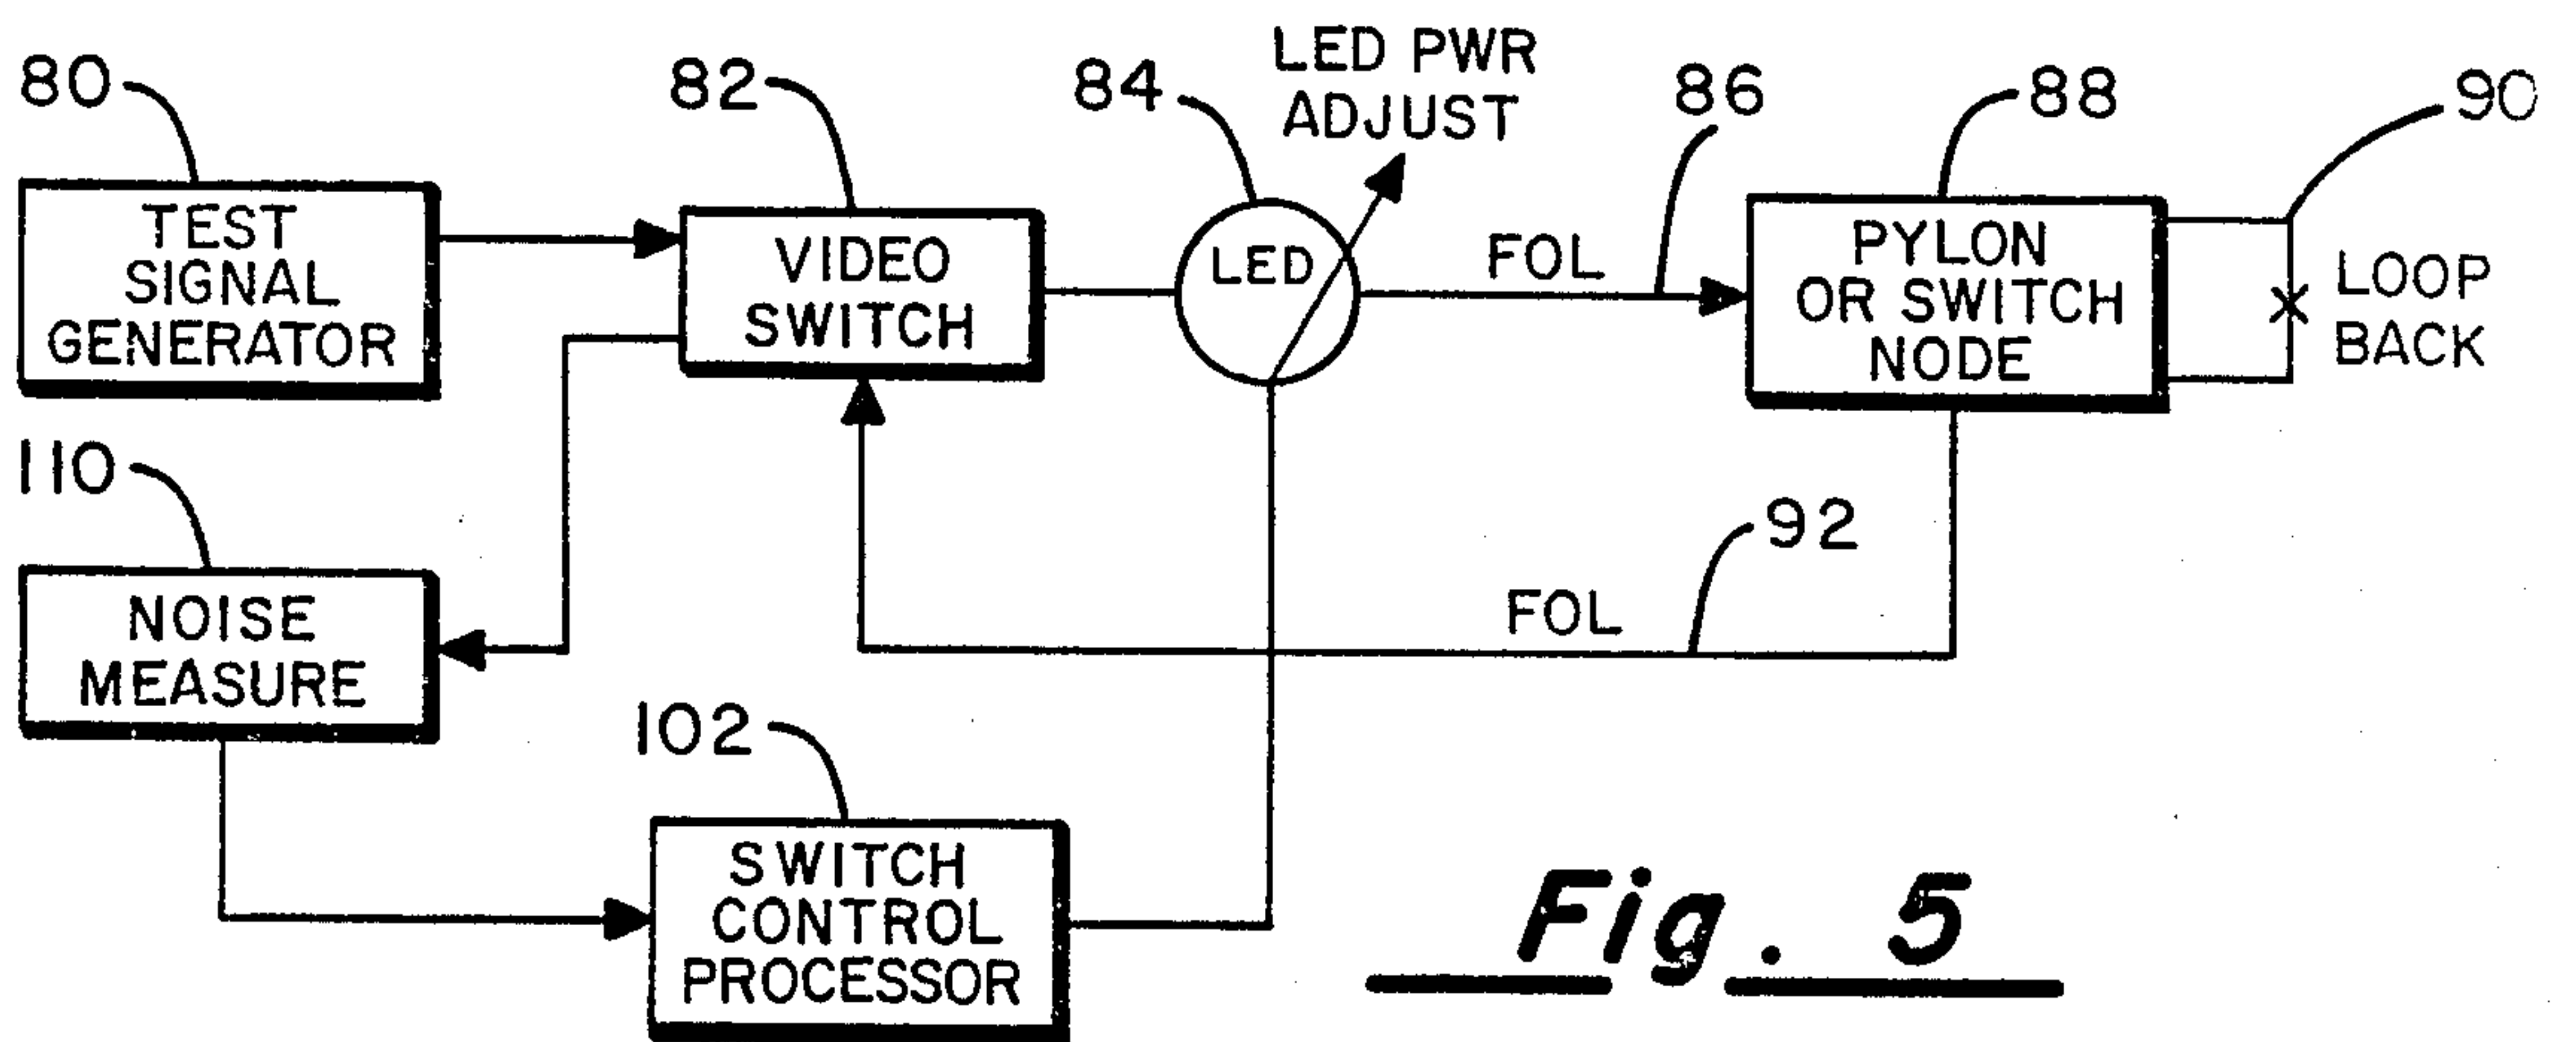 80
82
84
LED PWR
ADJUST
86
88
90
TEST
SIGNAL
GENERATOR
VIDEO
SWITCH
LED
FOL
PYLON
OR SWITCH
NODE
LOOP
BACK
110
NOISE
MEASURE
92
FOL
102
SWITCH
CONTROL
PROCESSOR
Fig. 5